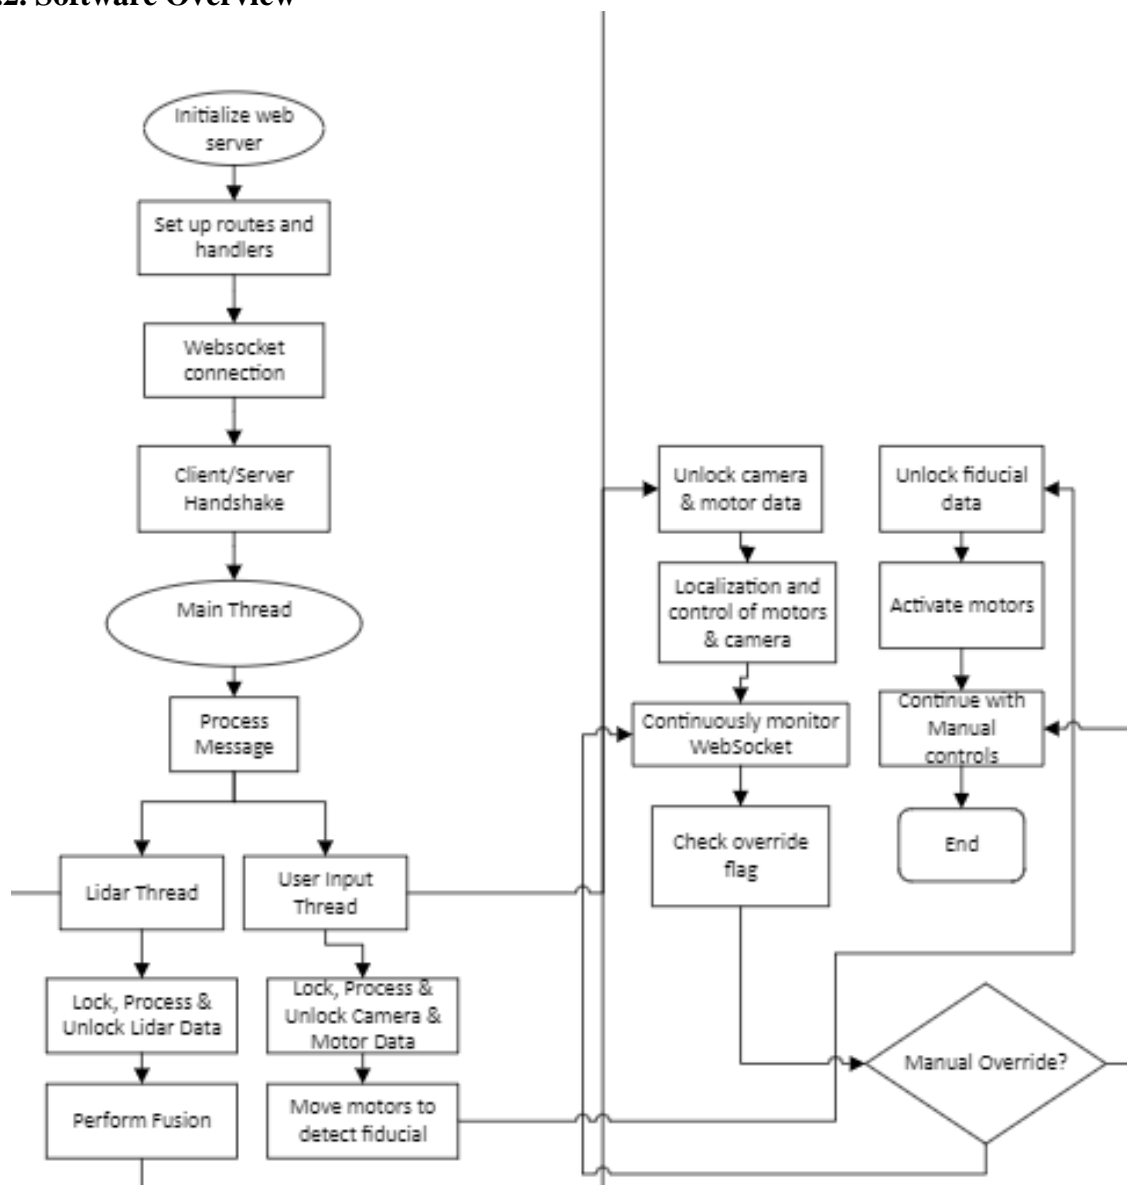 .2. Software Overview
Initialize web
server
Set up routes and
handlers
Websocket
connection
Client/Server
Handshake
Main Thread
Process
Message
Lidar Thread
User Input
Thread
Lock, Process &
Unlock Lidar Data
Lock, Process &
Unlock Camera &
Motor Data
Perform Fusion
Move motors to
detect fiducial
Unlock camera
& motor data
Localization and
control of motors
& camera
Continuously monitor
WebSocket
Check override
flag
Manual Override?
Unlock fiducial
data
Activate motors
Continue with
Manual
controls
End